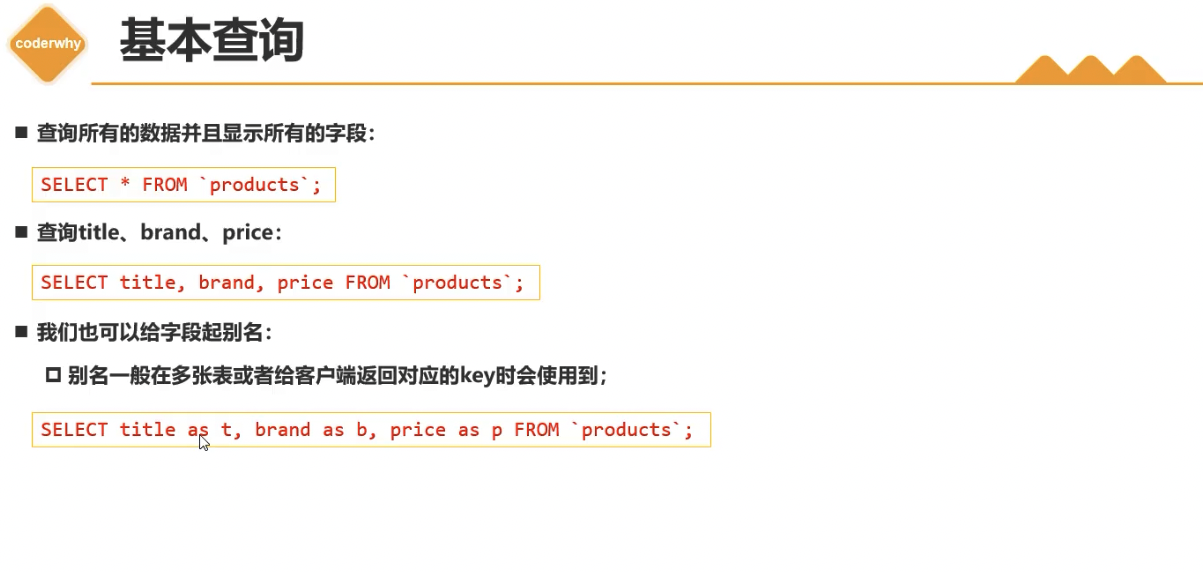 coderwhy
基本查询
查询所有的数据并且显示所有的字段：
SELECT * FROM `products`;
查询title、brand、price：
SELECT title, brand, price FROM `products`;
我们也可以给字段起别名：
别名一般在多张表或者给客户端返回对应的key时会使用到；
SELECT title as t, brand as b, price as p FROM `products`;